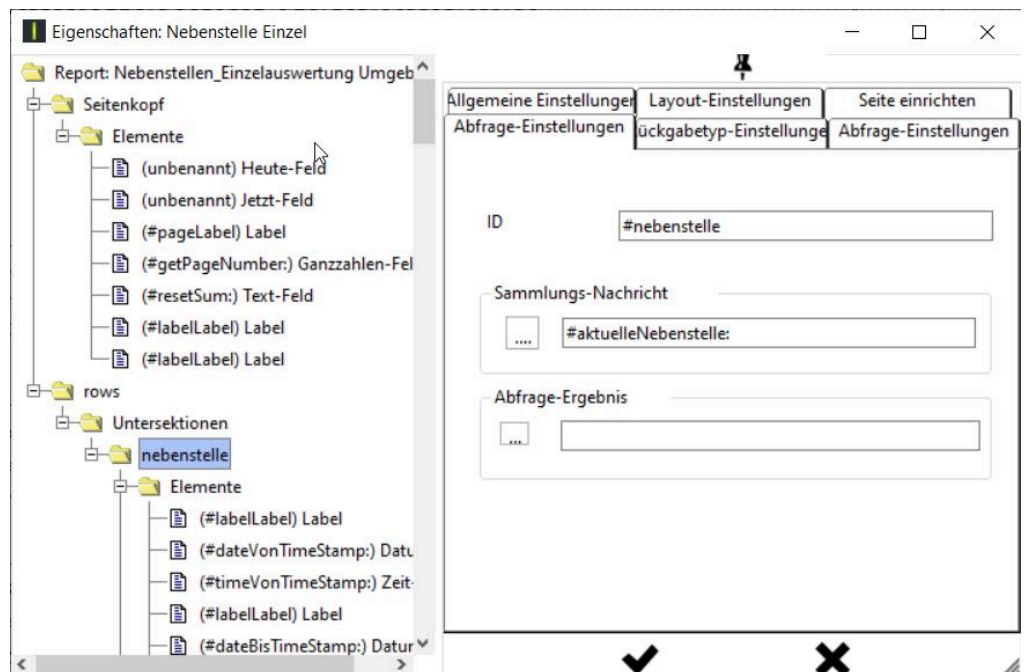 Eigenschaften: Nebenstelle Einzel
Report: Nebenstellen_Einzelauswertung Umgeb
Seitenkopf
Elemente
(unbenannt) Heute-Feld
(unbenannt) Jetzt-Feld
(#pageLabel) Label
(#getPageNumber:) Ganzzahlen-Fel
(#resetSum:) Text-Feld
(#labelLabel) Label
(#labelLabel) Label
rows
Untersektionen
nebenstelle
Elemente
(#labelLabel) Label
(#dateVonTimeStamp:) Datu
(#timeVonTimeStamp:) Zeit-
(#labelLabel) Label
(#dateBisTimeStamp:) Datur
Allgemeine Einstellunger Layout-Einstellungen Seite einrichten
Abfrage-Einstellungen ückgabetyp-Einstellunge Abfrage-Einstellungen
ID #nebenstelle
Sammlungs-Nachricht
.... #aktuelleNebenstelle:
Abfrage-Ergebnis
...